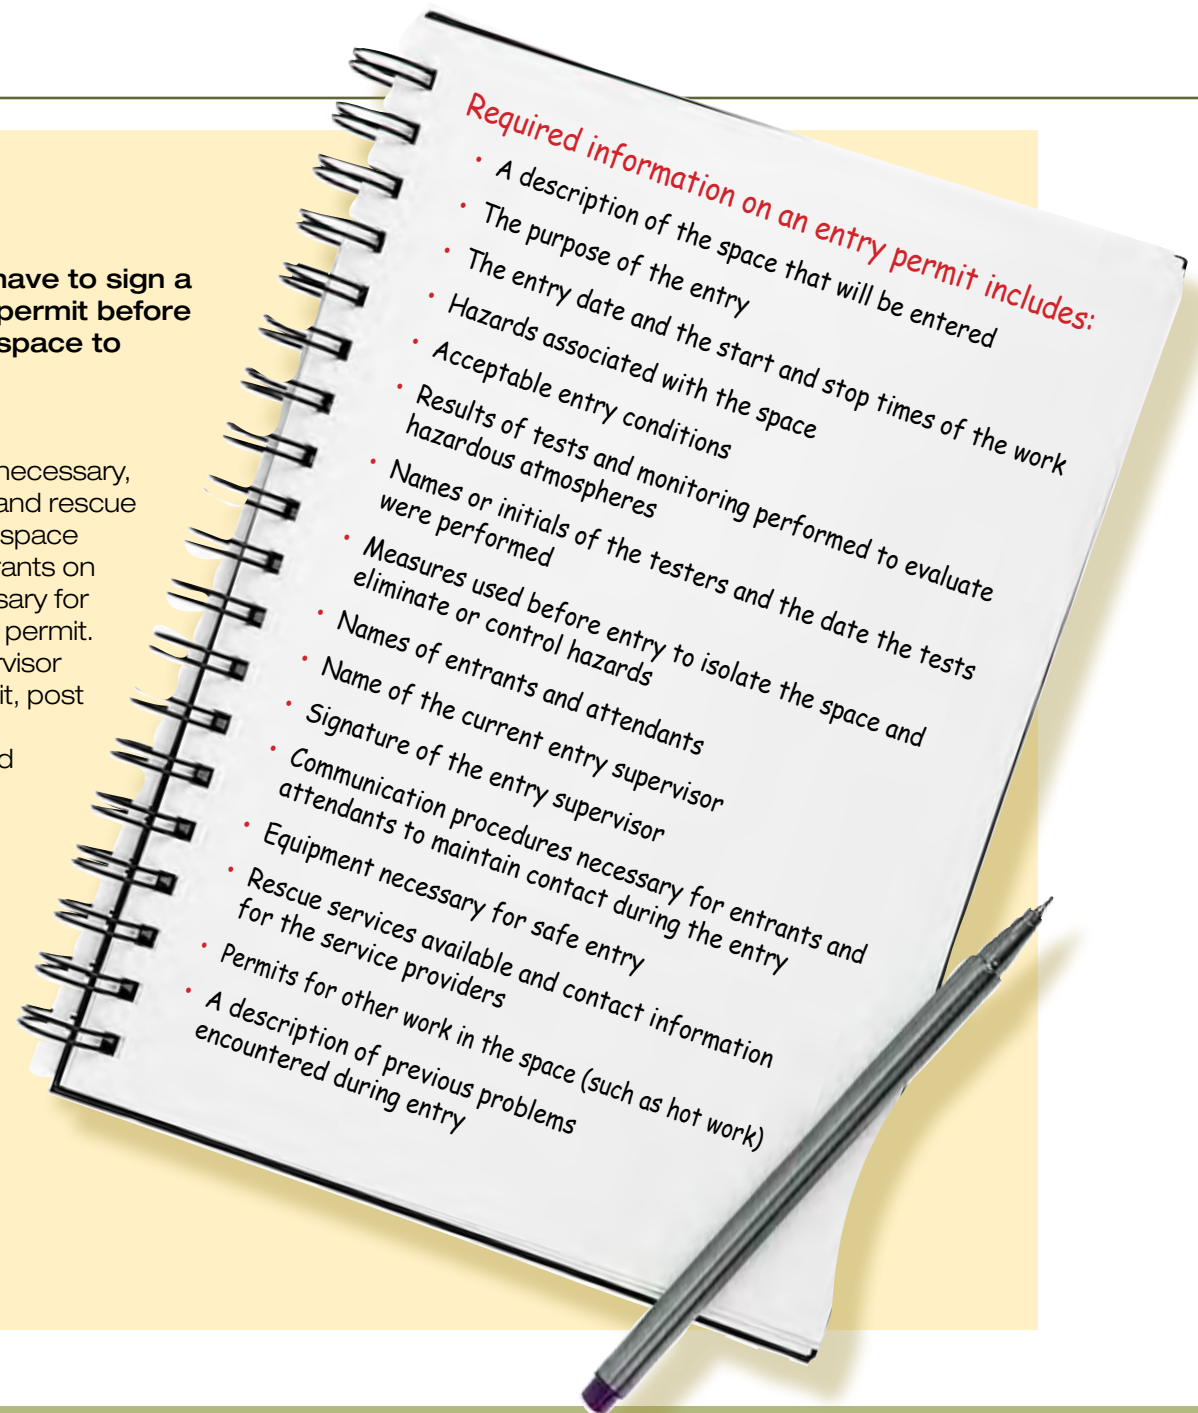 have to sign a
permit before
space to
necessary,
and rescue
space
on
for
permit.
post
Required information on an entry permit includes:
• A description of the space that will be entered
• The purpose of the entry
• The entry date and the start and stop times of the work
• Hazards associated with the space
• Acceptable entry conditions
• Results of tests and monitoring performed to evaluate
hazardous atmospheres
• Names or initials of the testers and the date the tests
were performed
• Measures used before entry to isolate the space and
eliminate or control hazards
• Names of entrants and attendants
• Name of the current entry supervisor
• Signature of the entry supervisor
• Communication procedures necessary for entrants and
attendants to maintain contact during the entry
• Equipment necessary for safe entry
• Rescue services available and contact information
for the service providers
• Permits for other work in the space (such as hot work)
• A description of previous problems
encountered during entry